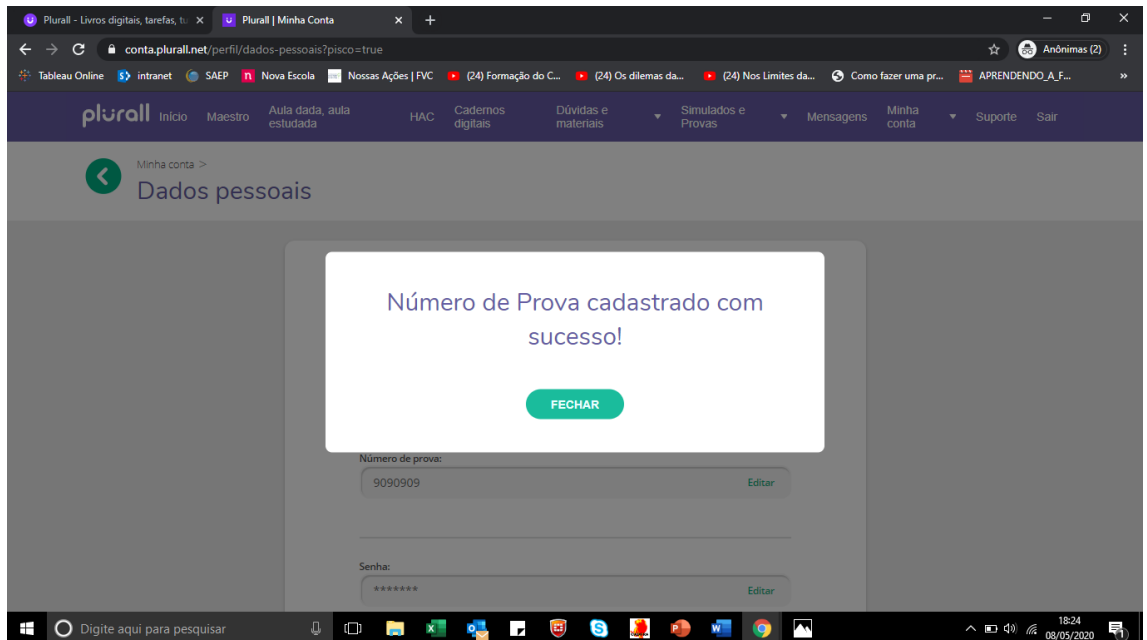 Plurall - Livros digitais, tarefas, tu
Plurall | Minha Conta
conta.plurall.net/perfil/dados-pessoais?pisco=true
Anônimas (2)
Tableau Online intranet SAEP Nova Escola Nossas Ações | FVC (24) Formação do C... (24) Os dilemas da... (24) Nos Limites da... Como fazer uma pr... APRENDENDO_A_F... »
plurall Início Maestro Aula dada, aula HAC Cadernos Dúvidas e Simulados e Mensagens Minha Suporte Sair
estudada digitais materiais Provas conta
Minha conta >
Dados pessoais
Número de Prova cadastrado com
sucesso!
FECHAR
Número de prova:
9090909 Editar
Senha:
******* Editar
Digite aqui para pesquisar
18:24
08/05/2020